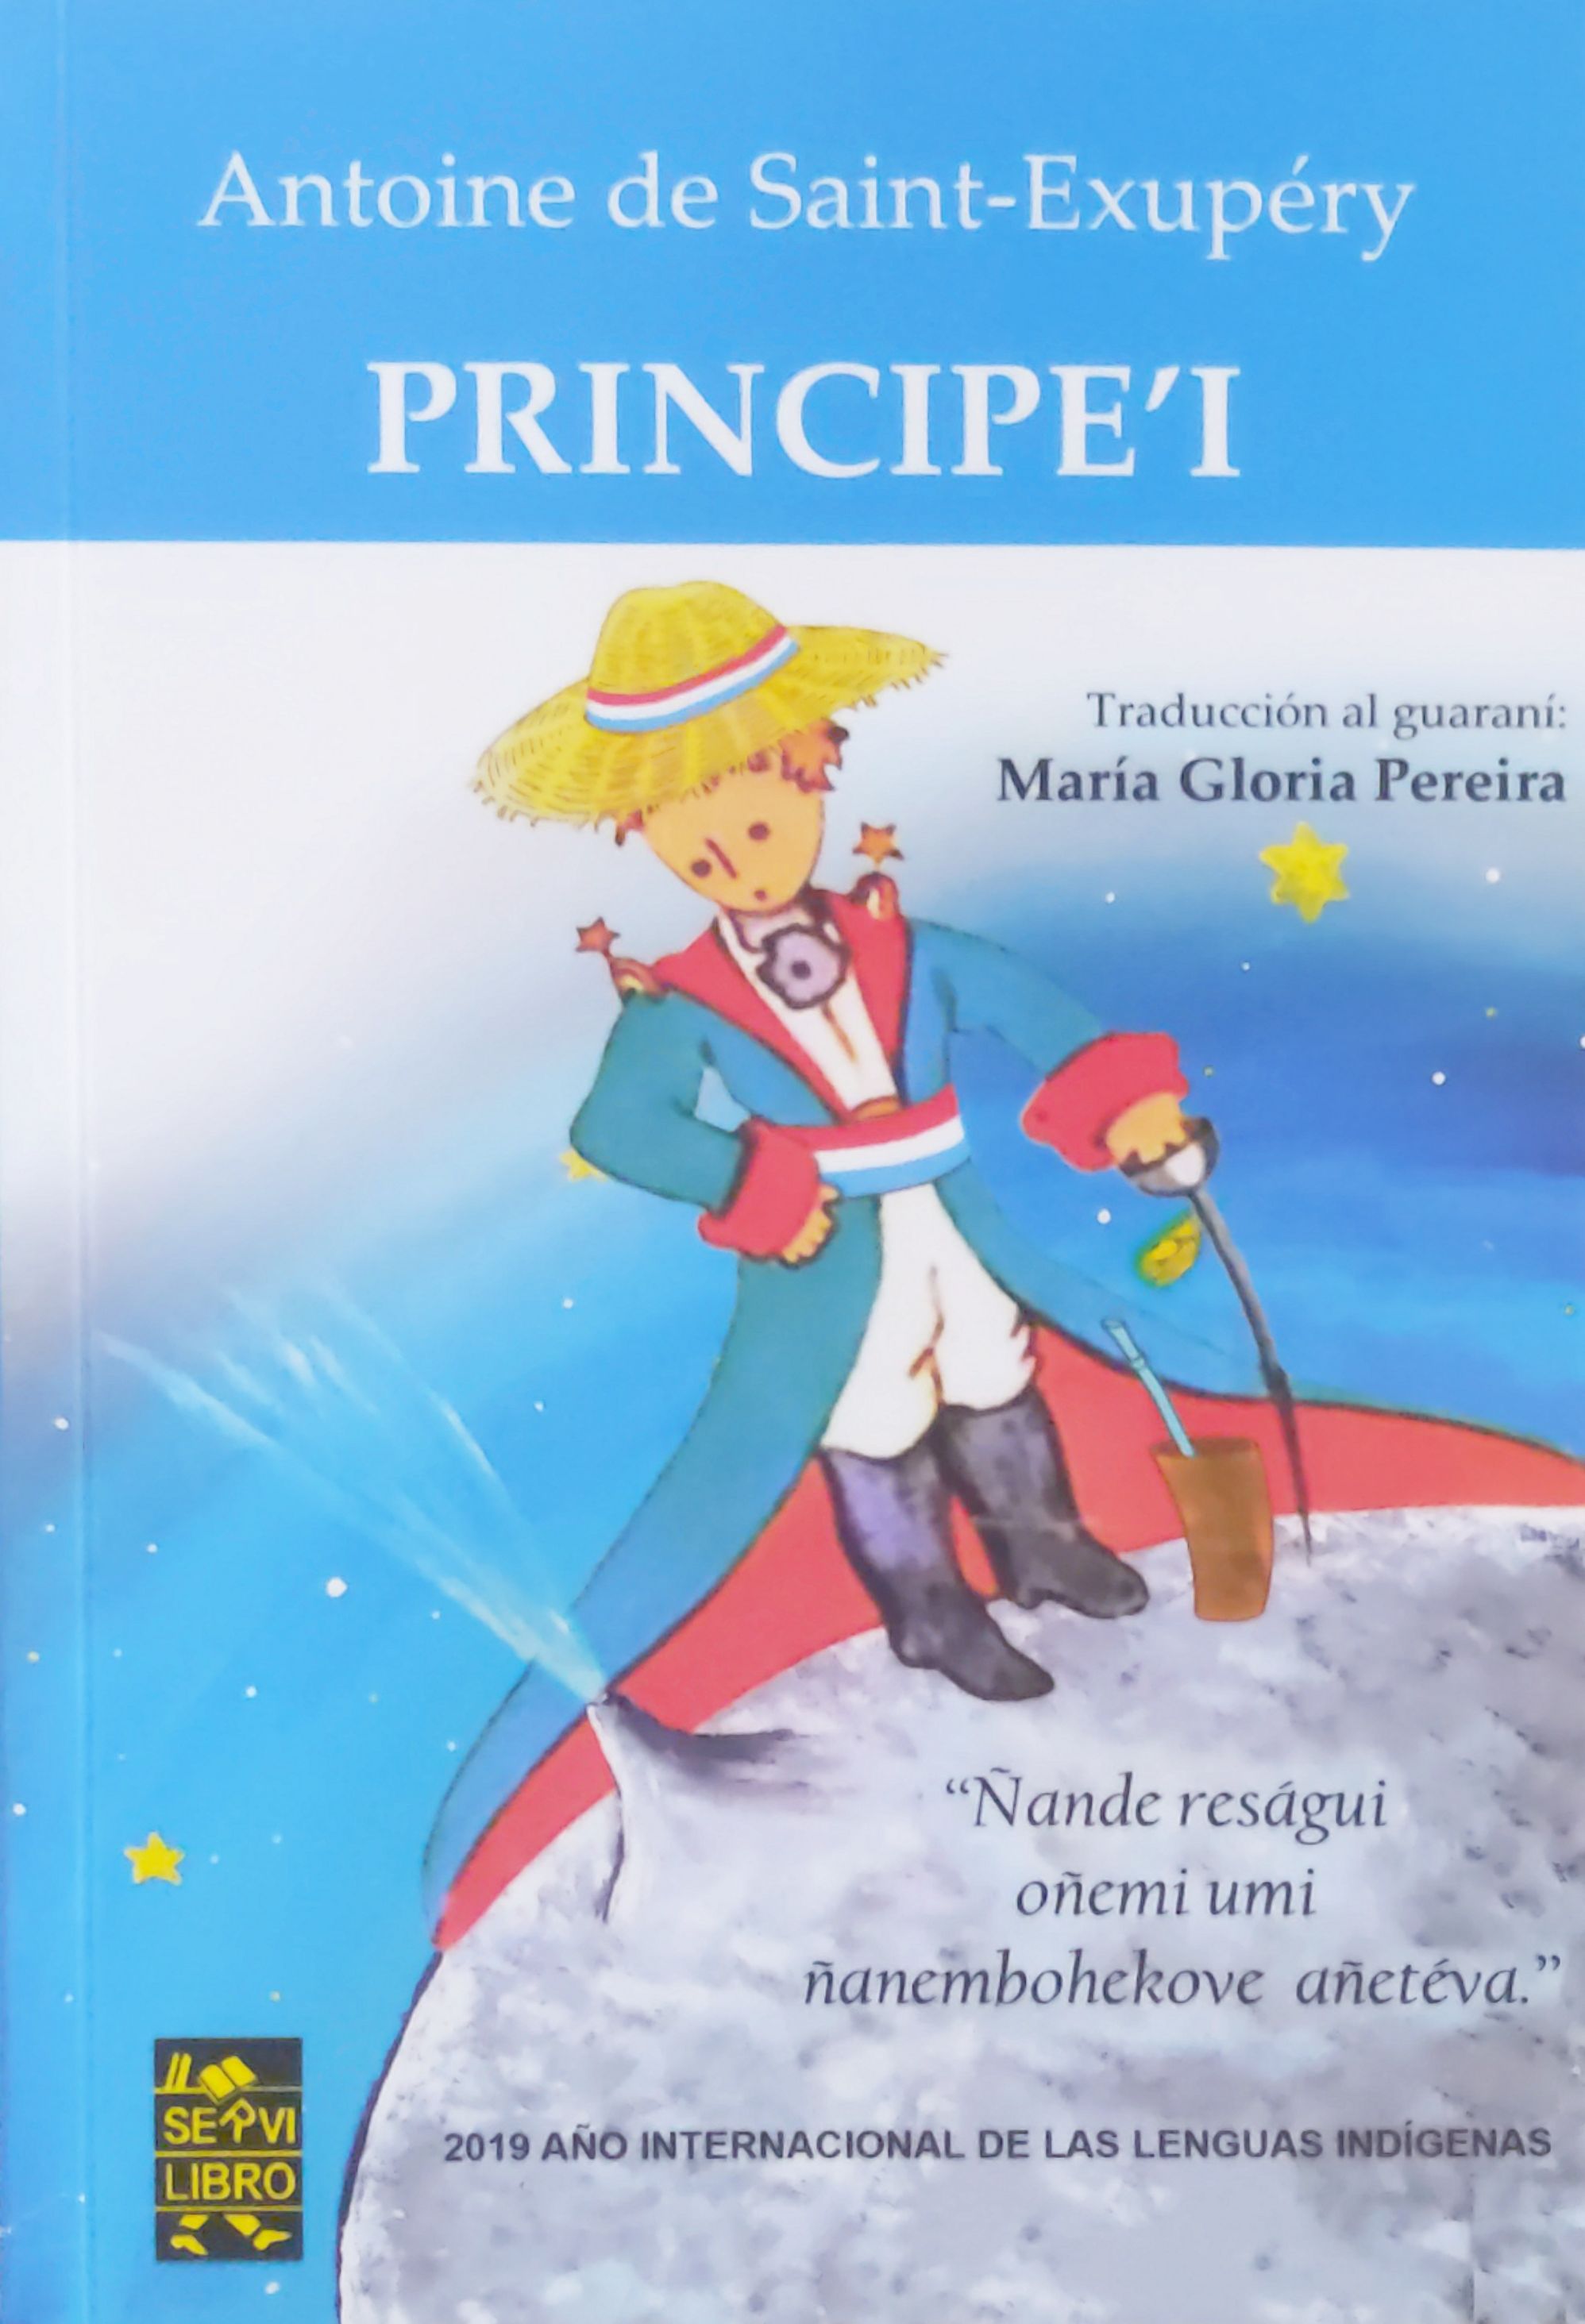 Antoine de Saint-Exupéry
PRINCIPE'I
Traducción al guaraní:
María Gloria Pereira
“Ñande reságui
oñemi umi
ñanembohekove añetéva.”
2019 AÑO INTERNACIONAL DE LAS LENGUAS INDÍGENAS
SERVI
LIBRO